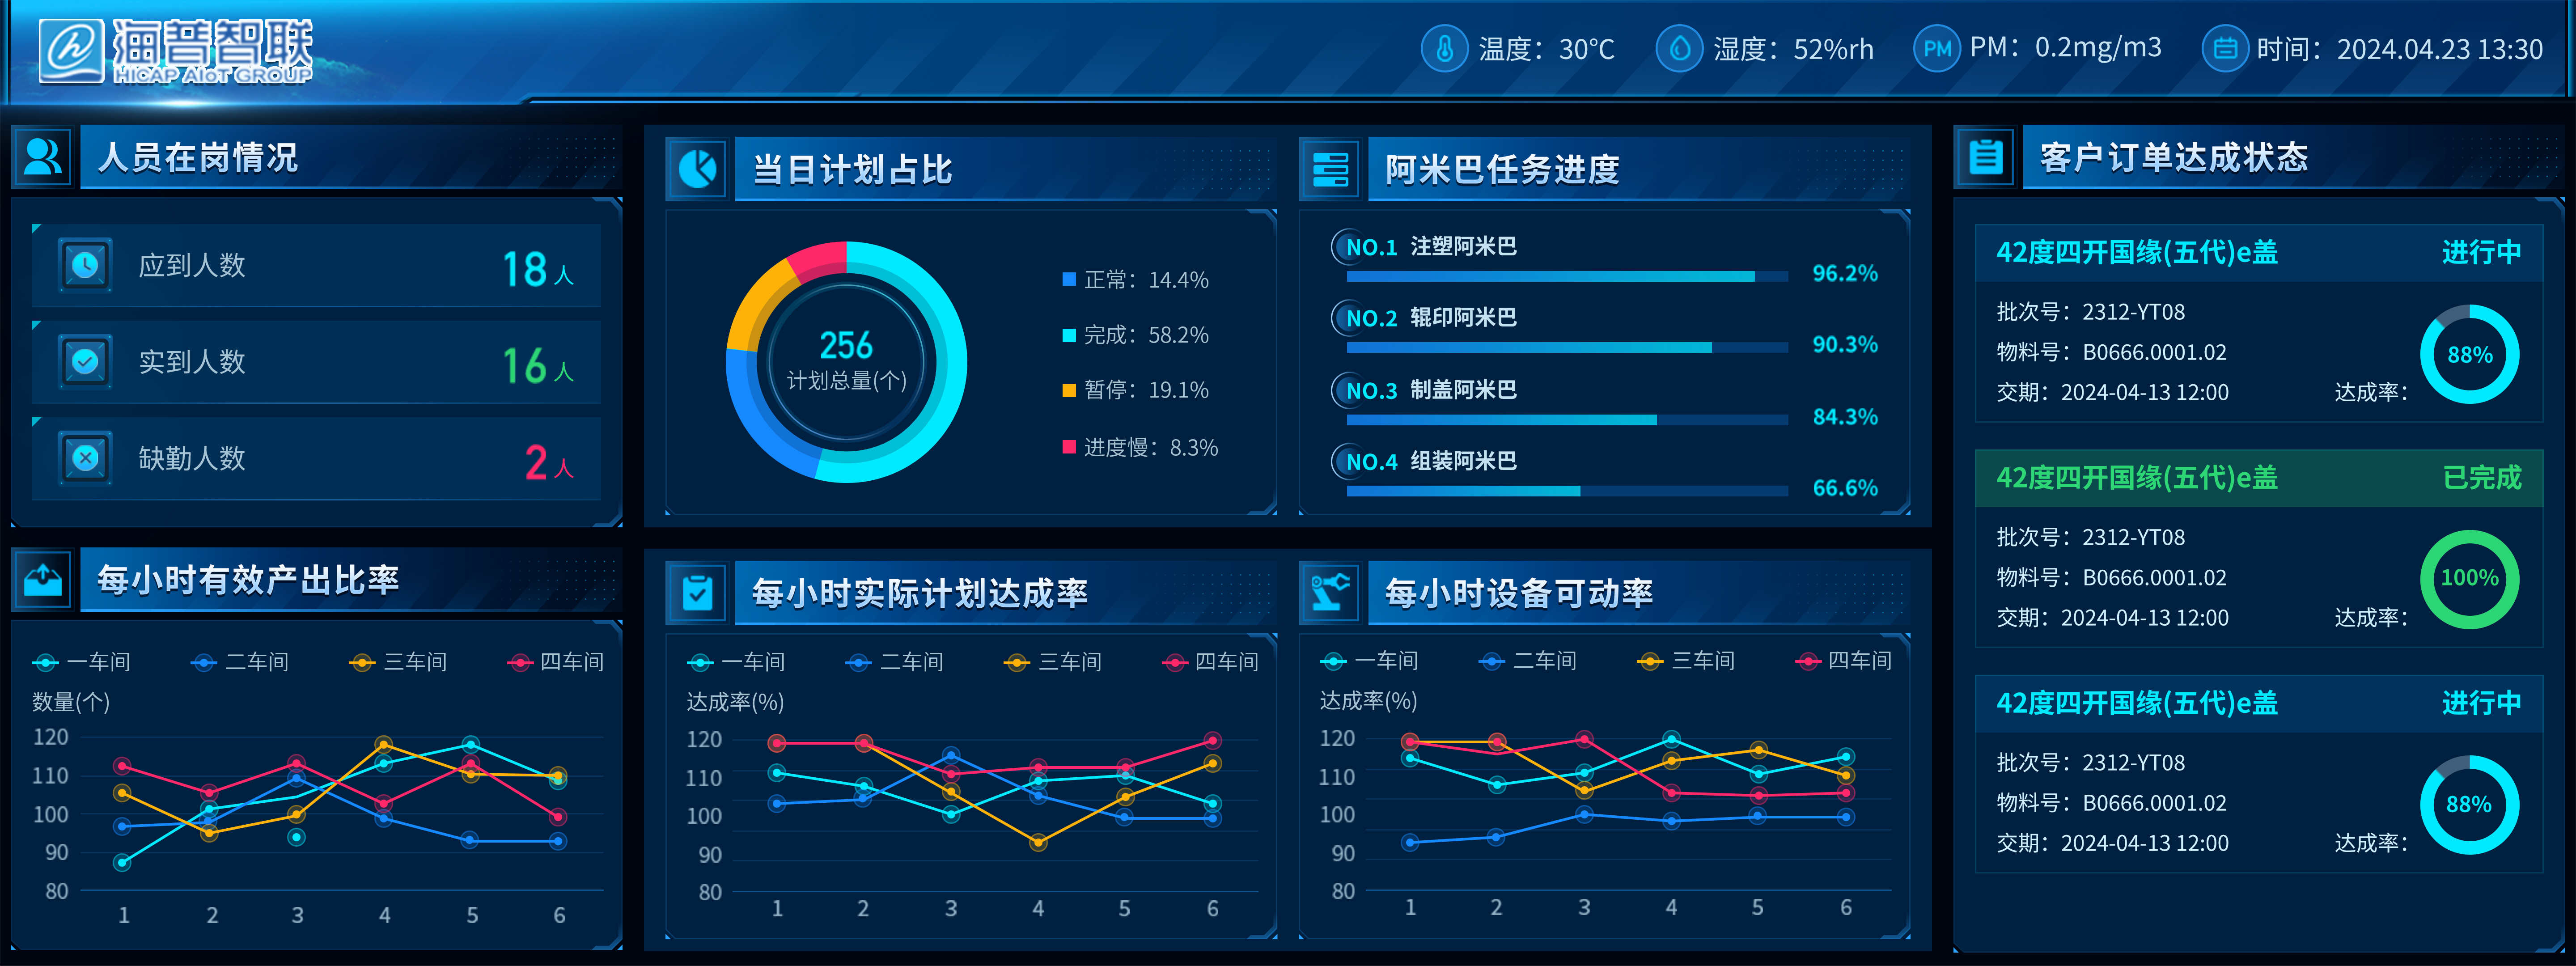 海普智联
HICAP AIoT GROUP
温度：30℃
湿度：52%rh
PM
PM：0.2mg/m3
时间：2024.04.23 13:30
人员在岗情况
应到人数
18人
实到人数
16人
缺勤人数
2人
当日计划占比
256
计划总量(个)
正常：14.4%
完成：58.2%
暂停：19.1%
进度慢：8.3%
阿米巴任务进度
NO.1 注塑阿米巴
96.2%
NO.2 辊印阿米巴
90.3%
NO.3 制盖阿米巴
84.3%
NO.4 组装阿米巴
66.6%
客户订单达成状态
42度四开国缘(五代)e盖 进行中
批次号：2312-YT08
物料号：B0666.0001.02
交期：2024-04-13 12:00
达成率：
88%
42度四开国缘(五代)e盖 已完成
批次号：2312-YT08
物料号：B0666.0001.02
交期：2024-04-13 12:00
达成率：
100%
42度四开国缘(五代)e盖 进行中
批次号：2312-YT08
物料号：B0666.0001.02
交期：2024-04-13 12:00
达成率：
88%
每小时有效产出比率
一车间 二车间 三车间 四车间
数量(个)
120
110
100
90
80
1 2 3 4 5 6
每小时实际计划达成率
一车间 二车间 三车间 四车间
达成率(%)
120
110
100
90
80
1 2 3 4 5 6
每小时设备可动率
一车间 二车间 三车间 四车间
达成率(%)
120
110
100
90
80
1 2 3 4 5 6